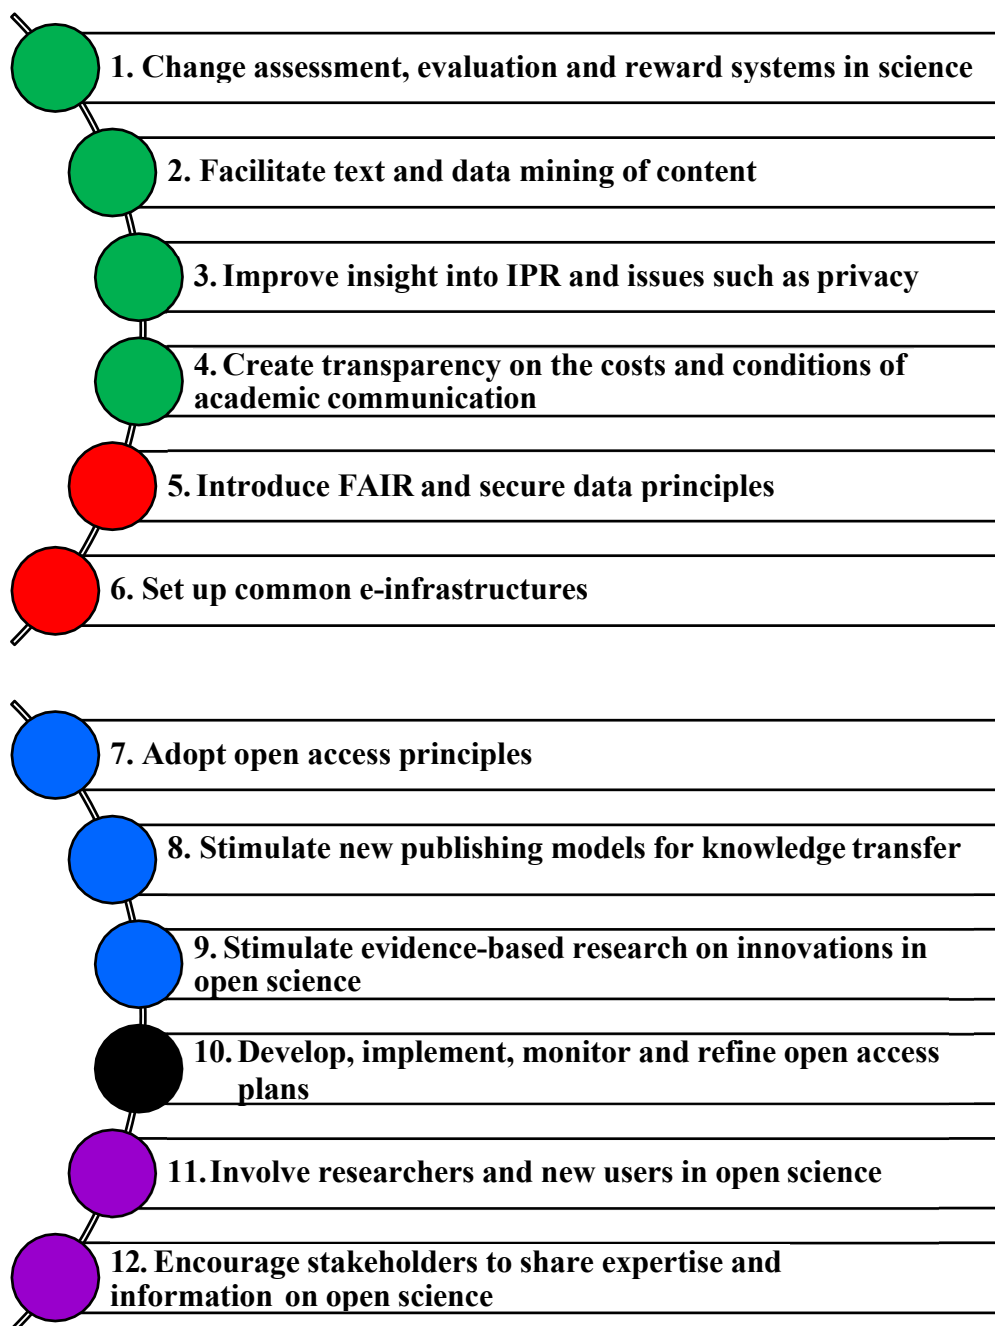 1. Change assessment, evaluation and reward systems in science
2. Facilitate text and data mining of content
3. Improve insight into IPR and issues such as privacy
4. Create transparency on the costs and conditions of
academic communication
5. Introduce FAIR and secure data principles
6. Set up common e-infrastructures
7. Adopt open access principles
8. Stimulate new publishing models for knowledge transfer
9. Stimulate evidence-based research on innovations in
open science
10. Develop, implement, monitor and refine open access
plans
11. Involve researchers and new users in open science
12. Encourage stakeholders to share expertise and
information on open science